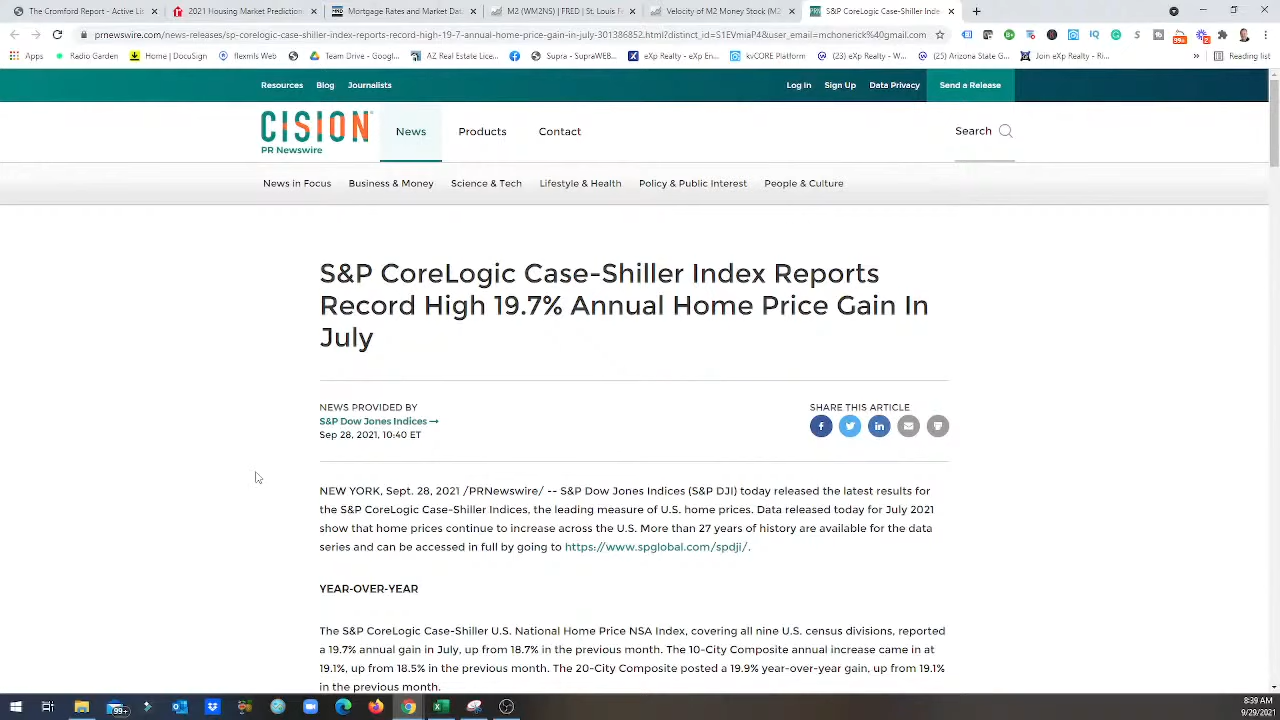 The Cromford Report - Active Li
2021 Housing Market Prediction
Mortgage Rates and Market Dat
M2 (WM2NS) | FRED | St. Louis F
Velocity of M2 Money Stock (M2
S&P CoreLogic Case-Shiller Inde
prnewswire.com/news-releases/sp-corelogic-case-shiller-index-reports-record-high-19-7-annual-home-price-gain-in-july-301386852.html?distinct_id=S1EVmiaP4&user_email=mchonerick%40gmail.com
Apps
Radio Garden
Home | DocuSign
flexmls Web
Team Drive - Googl...
AZ Real Estate Lice...
Supra - SupraWEB...
eXp Realty - eXp En...
kvCORE Platform
(23) eXp Realty - W...
(25) Arizona State G...
Join eXp Realty - Ri...
»
Reading list
Resources
Blog
Journalists
Log In
Sign Up
Data Privacy
Send a Release
CISION
PR Newswire
News
Products
Contact
Search
News in Focus
Business & Money
Science & Tech
Lifestyle & Health
Policy & Public Interest
People & Culture
S&P CoreLogic Case-Shiller Index Reports
Record High 19.7% Annual Home Price Gain In
July
NEWS PROVIDED BY
S&P Dow Jones Indices →
Sep 28, 2021, 10:40 ET
SHARE THIS ARTICLE
NEW YORK, Sept. 28, 2021 /PRNewswire/ -- S&P Dow Jones Indices (S&P DJI) today released the latest results for
the S&P CoreLogic Case-Shiller Indices, the leading measure of U.S. home prices. Data released today for July 2021
show that home prices continue to increase across the U.S. More than 27 years of history are available for the data
series and can be accessed in full by going to https://www.spglobal.com/spdji/.
YEAR-OVER-YEAR
The S&P CoreLogic Case-Shiller U.S. National Home Price NSA Index, covering all nine U.S. census divisions, reported
a 19.7% annual gain in July, up from 18.7% in the previous month. The 10-City Composite annual increase came in at
19.1%, up from 18.5% in the previous month. The 20-City Composite posted a 19.9% year-over-year gain, up from 19.1%
in the previous month.
8:39 AM
9/29/2021